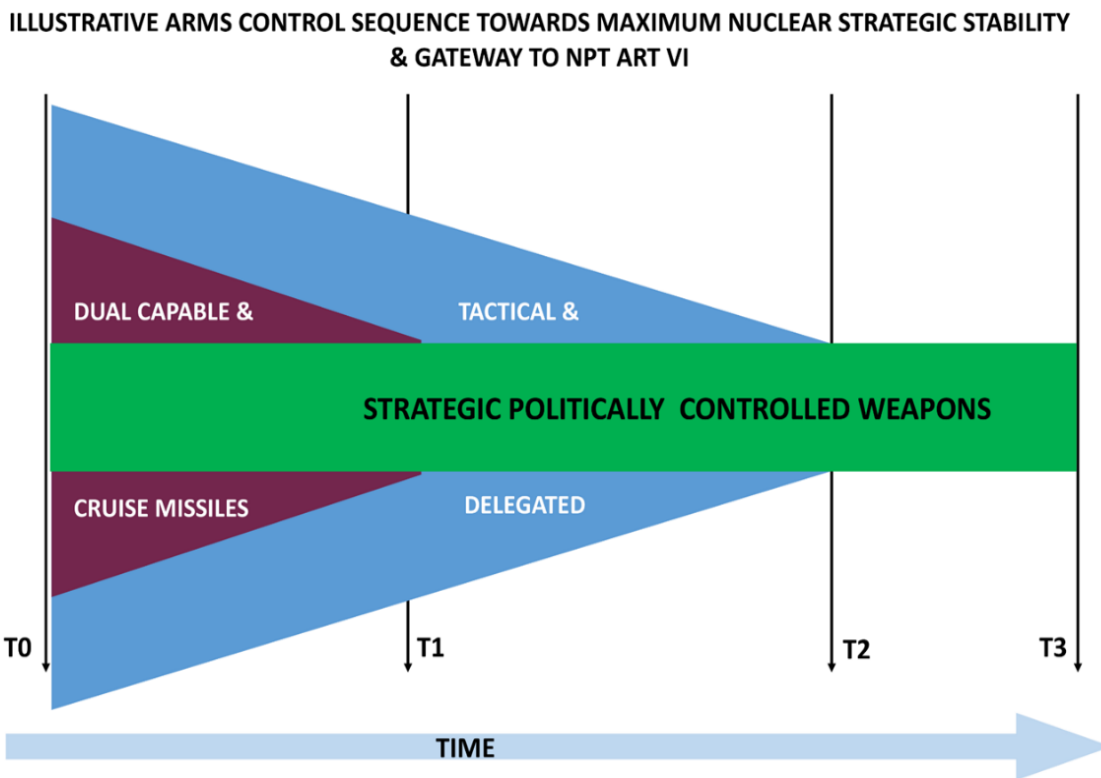 ILLUSTRATIVE ARMS CONTROL SEQUENCE TOWARDS MAXIMUM NUCLEAR STRATEGIC STABILITY
& GATEWAY TO NPT ART VI
DUAL CAPABLE &
TACTICAL &
STRATEGIC POLITICALLY CONTROLLED WEAPONS
CRUISE MISSILES
DELEGATED
T0
T1
T2
T3
TIME